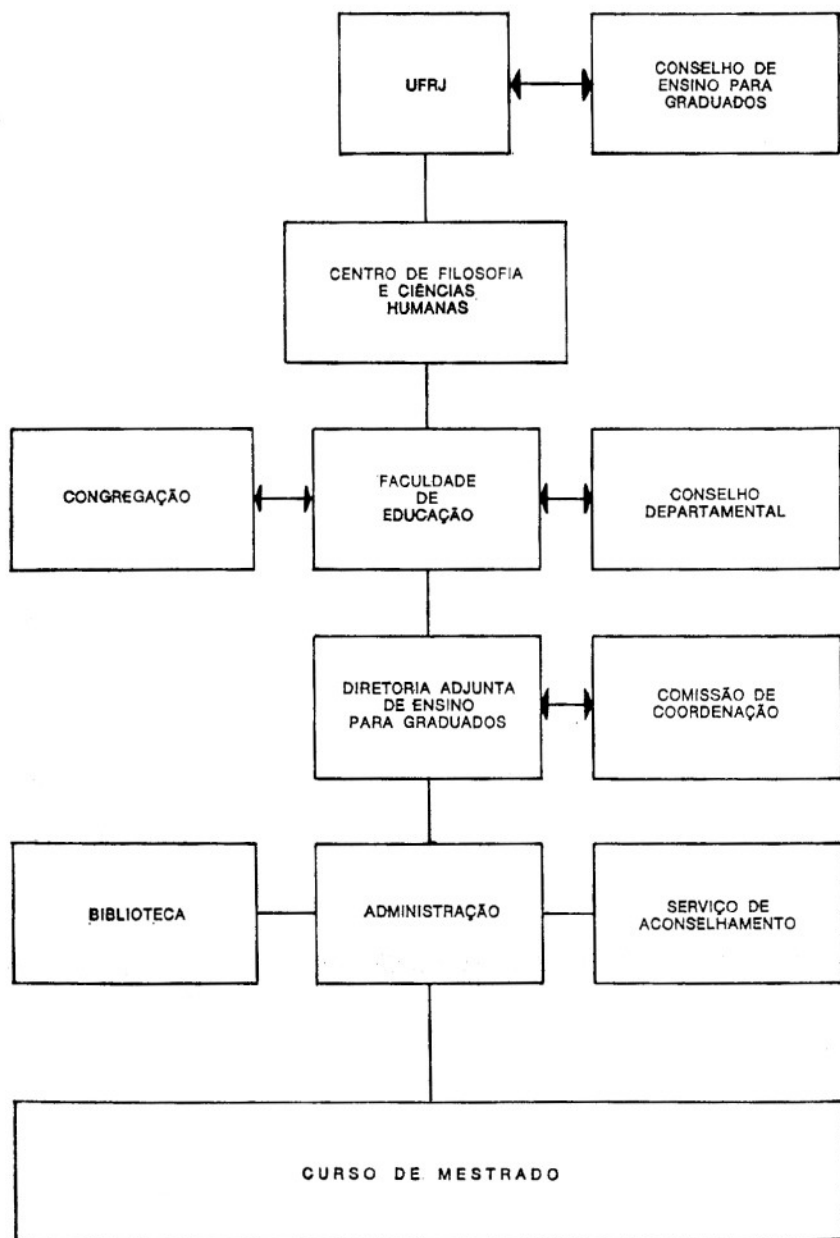 UFRJ
CONSELHO DE
ENSINO PARA
GRADUADOS
CENTRO DE FILOSOFIA
E CIÊNCIAS
HUMANAS
CONGREGAÇÃO
FACULDADE
DE
EDUCAÇÃO
CONSELHO
DEPARTAMENTAL
DIRETORIA ADJUNTA
DE ENSINO
PARA GRADUADOS
COMISSÃO DE
COORDENAÇÃO
BIBLIOTECA
ADMINISTRAÇÃO
SERVIÇO DE
ACONSELHAMENTO
CURSO DE MESTRADO